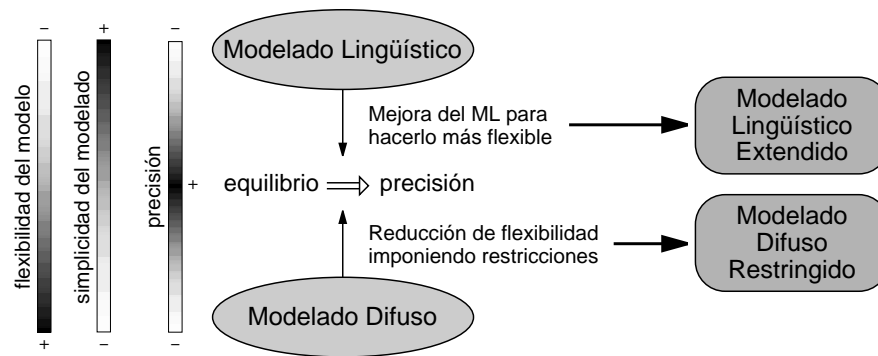 −
+
−
flexibilidad del modelo
simplicidad del modelado
precisión
+
+
−
−
Modelado Lingüístico
Mejora del ML para
hacerlo más flexible
Modelado
Lingüístico
Extendido
equilibrio
precisión
Reducción de flexibilidad
imponiendo restricciones
Modelado
Difuso
Restringido
Modelado Difuso